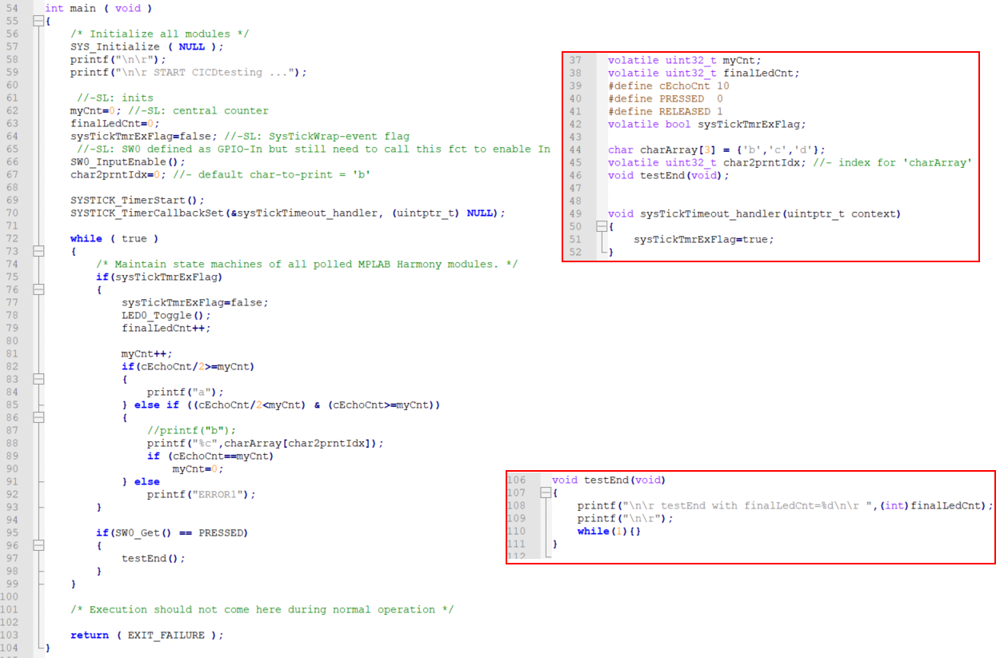 54 int main ( void )
55 {
56 /* Initialize all modules */
57 SYS_Initialize ( NULL );
58 printf("\n\r");
59 printf("\n\r START CICDtesting ...");
60
61 //-SL: inits
62 myCnt=0; //-SL: central counter
63 finalLedCnt=0;
64 sysTickTmrExFlag=false; //-SL: SysTickWrap-event flag
65 //-SL: SW0 defined as GPIO-In but still need to call this fct to enable In
66 SW0_InputEnable();
67 char2prntIdx=0; //- default char-to-print = 'b'
68
69 SYSTICK_TimerStart();
70 SYSTICK_TimerCallbackSet(&sysTickTimeout_handler, (uintptr_t) NULL);
71
72 while ( true )
73 {
74 /* Maintain state machines of all polled MPLAB Harmony modules. */
75 if(sysTickTmrExFlag)
76 {
77 sysTickTmrExFlag=false;
78 LED0_Toggle();
79 finalLedCnt++;
80
81 myCnt++;
82 if(cEchoCnt/2>=myCnt)
83 {
84 printf("a");
85 } else if ((cEchoCnt/2<myCnt) & (cEchoCnt>=myCnt))
86 {
87 //printf("b");
88 printf("%c",charArray[char2prntIdx]);
89 if (cEchoCnt==myCnt)
90 myCnt=0;
91 } else
92 printf("ERROR1");
93 }
94
95 if(SW0_Get() == PRESSED)
96 {
97 testEnd();
98 }
99 }
100
101 /* Execution should not come here during normal operation */
102
103 return ( EXIT_FAILURE );
104 }
37 volatile uint32_t myCnt;
38 volatile uint32_t finalLedCnt;
39 #define cEchoCnt 10
40 #define PRESSED 0
41 #define RELEASED 1
42 volatile bool sysTickTmrExFlag;
43
44 char charArray[3] = {'b','c','d'};
45 volatile uint32_t char2prntIdx; //- index for 'charArray'
46 void testEnd(void);
47
48
49 void sysTickTimeout_handler(uintptr_t context)
50 {
51 sysTickTmrExFlag=true;
52 }
106 void testEnd(void)
107 {
108 printf("\n\r testEnd with finalLedCnt=%d\n\r ",(int)finalLedCnt);
109 printf("\n\r");
110 while(1){}
111 }
112